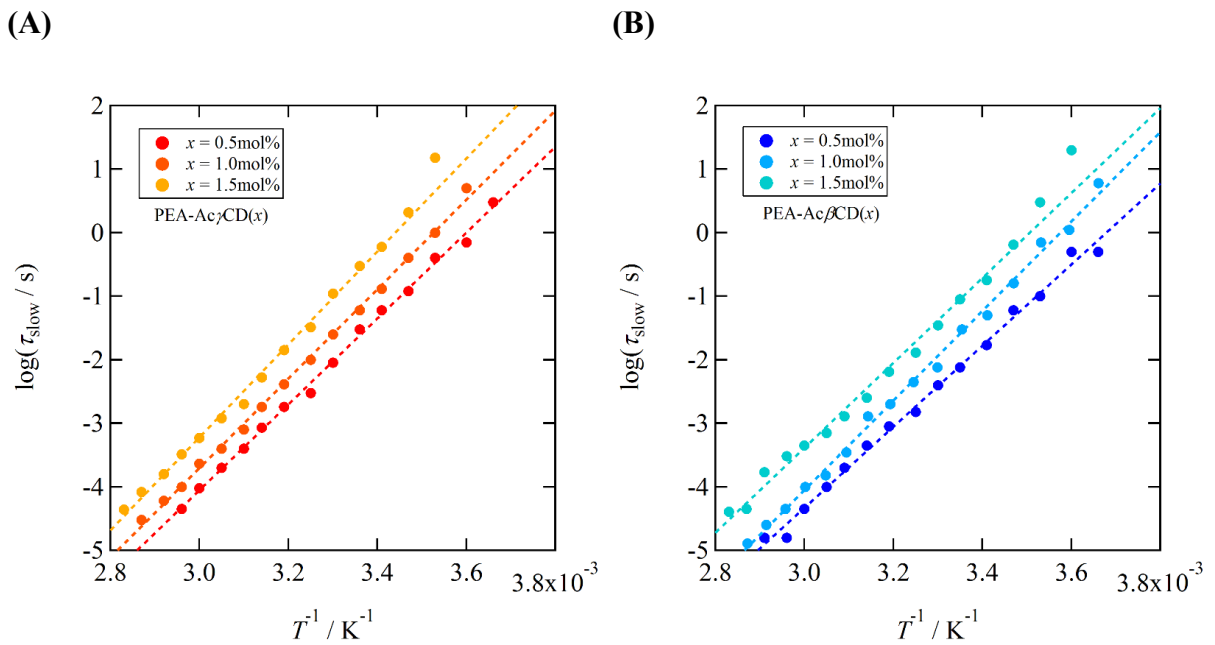 (A)
2
1
0
-1
-2
-3
-4
-5
log(τslow / s)
x = 0.5mol%
x = 1.0mol%
x = 1.5mol%
PEA-AcγCD(x)
2.8
3.0
3.2
3.4
3.6
3.8x10-3
T-1 / K-1
(B)
2
1
0
-1
-2
-3
-4
-5
log(τslow / s)
x = 0.5mol%
x = 1.0mol%
x = 1.5mol%
PEA-AcβCD(x)
2.8
3.0
3.2
3.4
3.6
3.8x10-3
T-1 / K-1